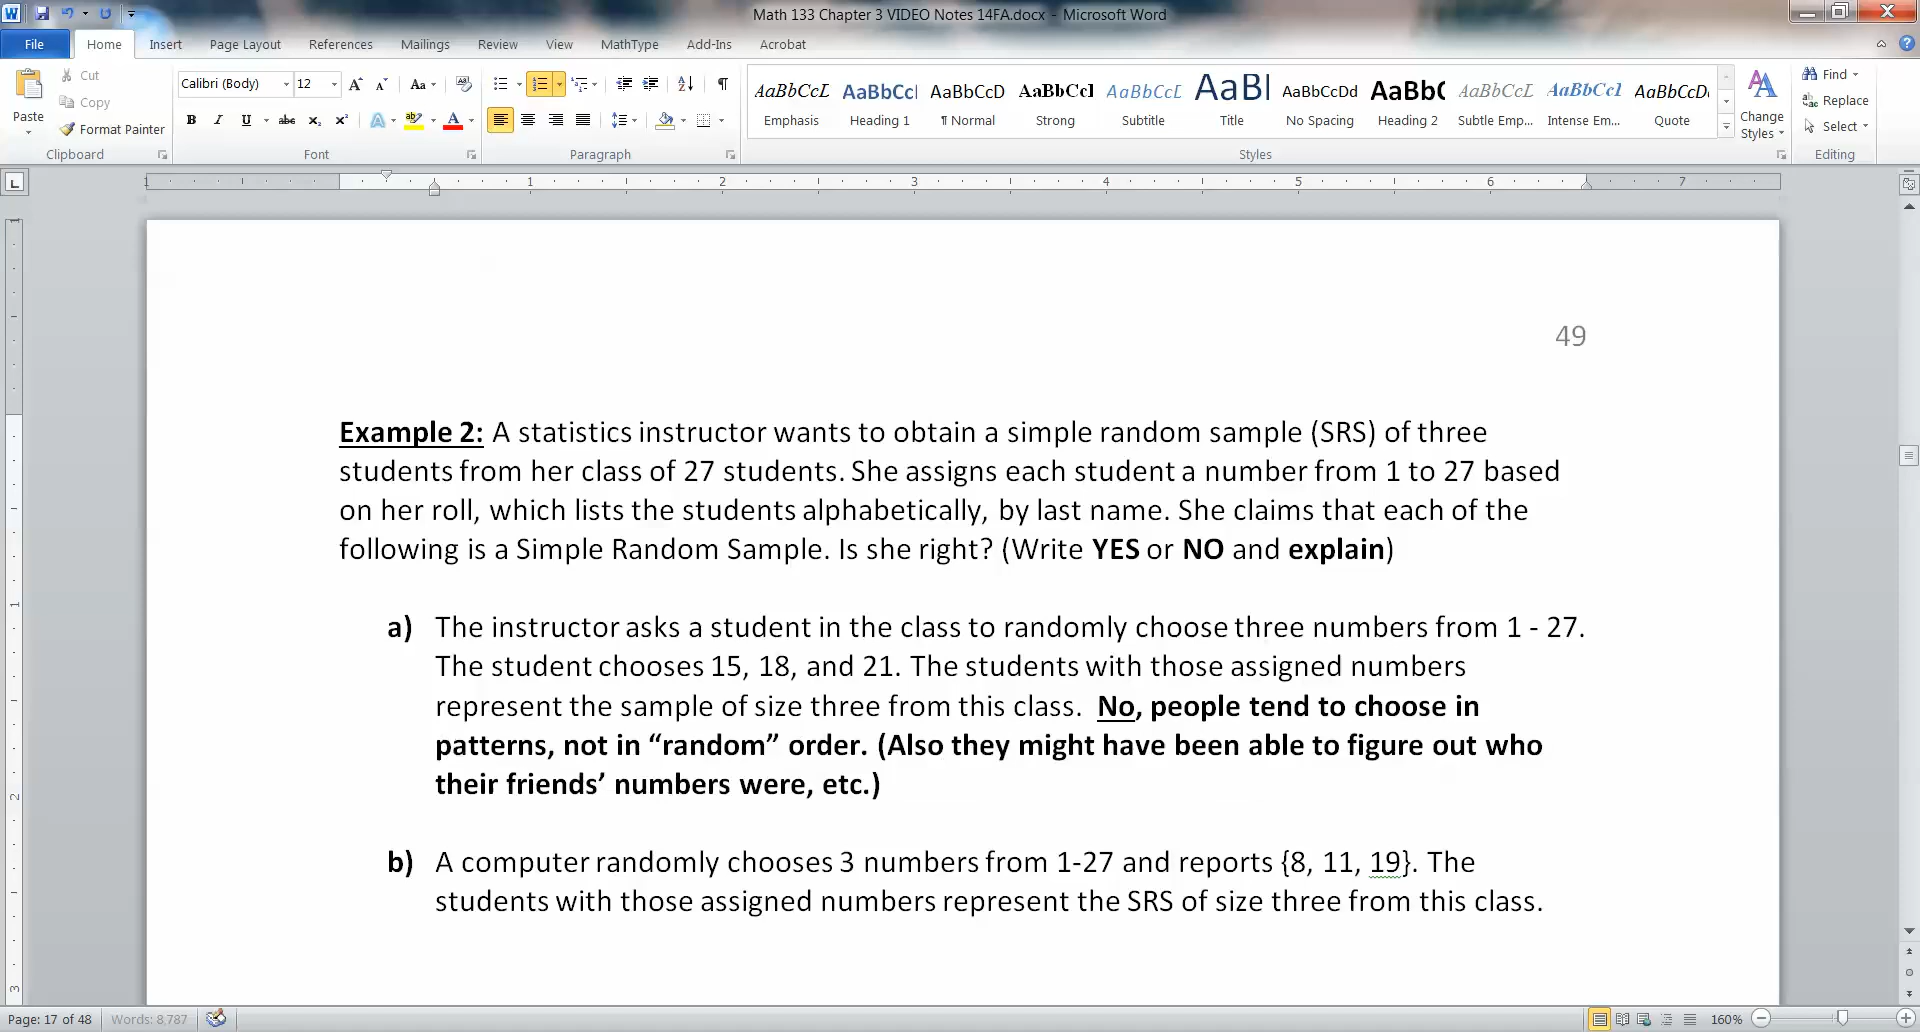 Math 133 Chapter 3 VIDEO Notes 14FA.docx - Microsoft Word
File Home Insert Page Layout References Mailings Review View MathType Add-Ins Acrobat
Paste
Cut
Copy
Format Painter
Clipboard
Calibri (Body) 12
Font
Paragraph
AaBbCcL AaBbCcI AaBbCcD AaBbCcI AaBbCcL AaBl AaBbCcDd AaBbC AaBbCcL AaBbCcI AaBbCcD
Emphasis Heading 1 ¶ Normal Strong Subtitle Title No Spacing Heading 2 Subtle Emp... Intense Em... Quote
Styles
Change
Styles
Find
Replace
Select
Editing
1 1 2 3 4 5 6 7
49
Example 2: A statistics instructor wants to obtain a simple random sample (SRS) of three
students from her class of 27 students. She assigns each student a number from 1 to 27 based
on her roll, which lists the students alphabetically, by last name. She claims that each of the
following is a Simple Random Sample. Is she right? (Write YES or NO and explain)
a) The instructor asks a student in the class to randomly choose three numbers from 1 - 27.
The student chooses 15, 18, and 21. The students with those assigned numbers
represent the sample of size three from this class. No, people tend to choose in
patterns, not in “random” order. (Also they might have been able to figure out who
their friends’ numbers were, etc.)
b) A computer randomly chooses 3 numbers from 1-27 and reports {8, 11, 19}. The
students with those assigned numbers represent the SRS of size three from this class.
Page: 17 of 48 Words: 8,787 160%